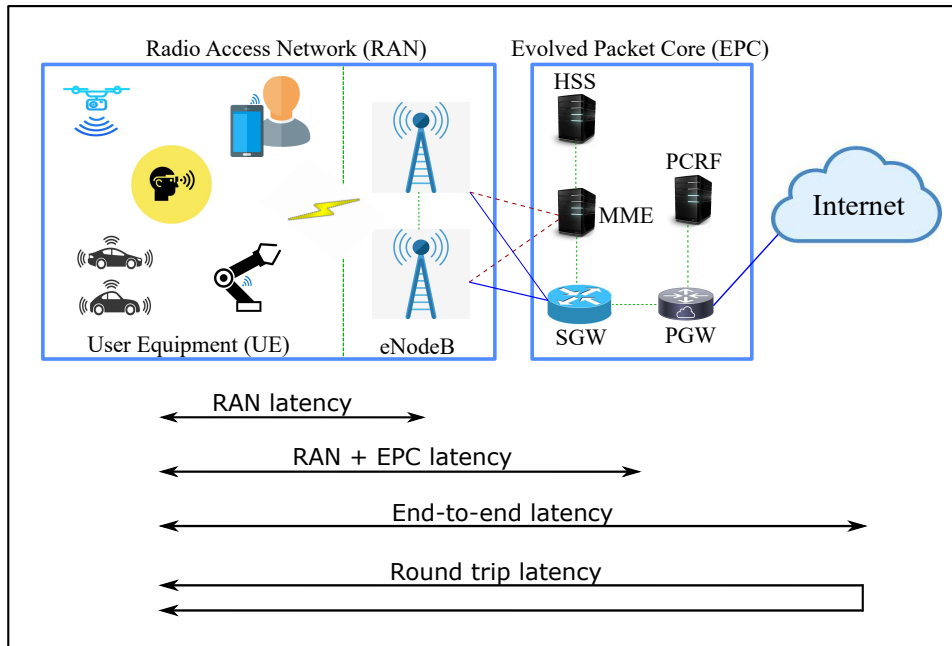 Radio Access Network (RAN)
Evolved Packet Core (EPC)
HSS
PCRF
MME
Internet
SGW
PGW
User Equipment (UE)
eNodeB
RAN latency
RAN + EPC latency
End-to-end latency
Round trip latency